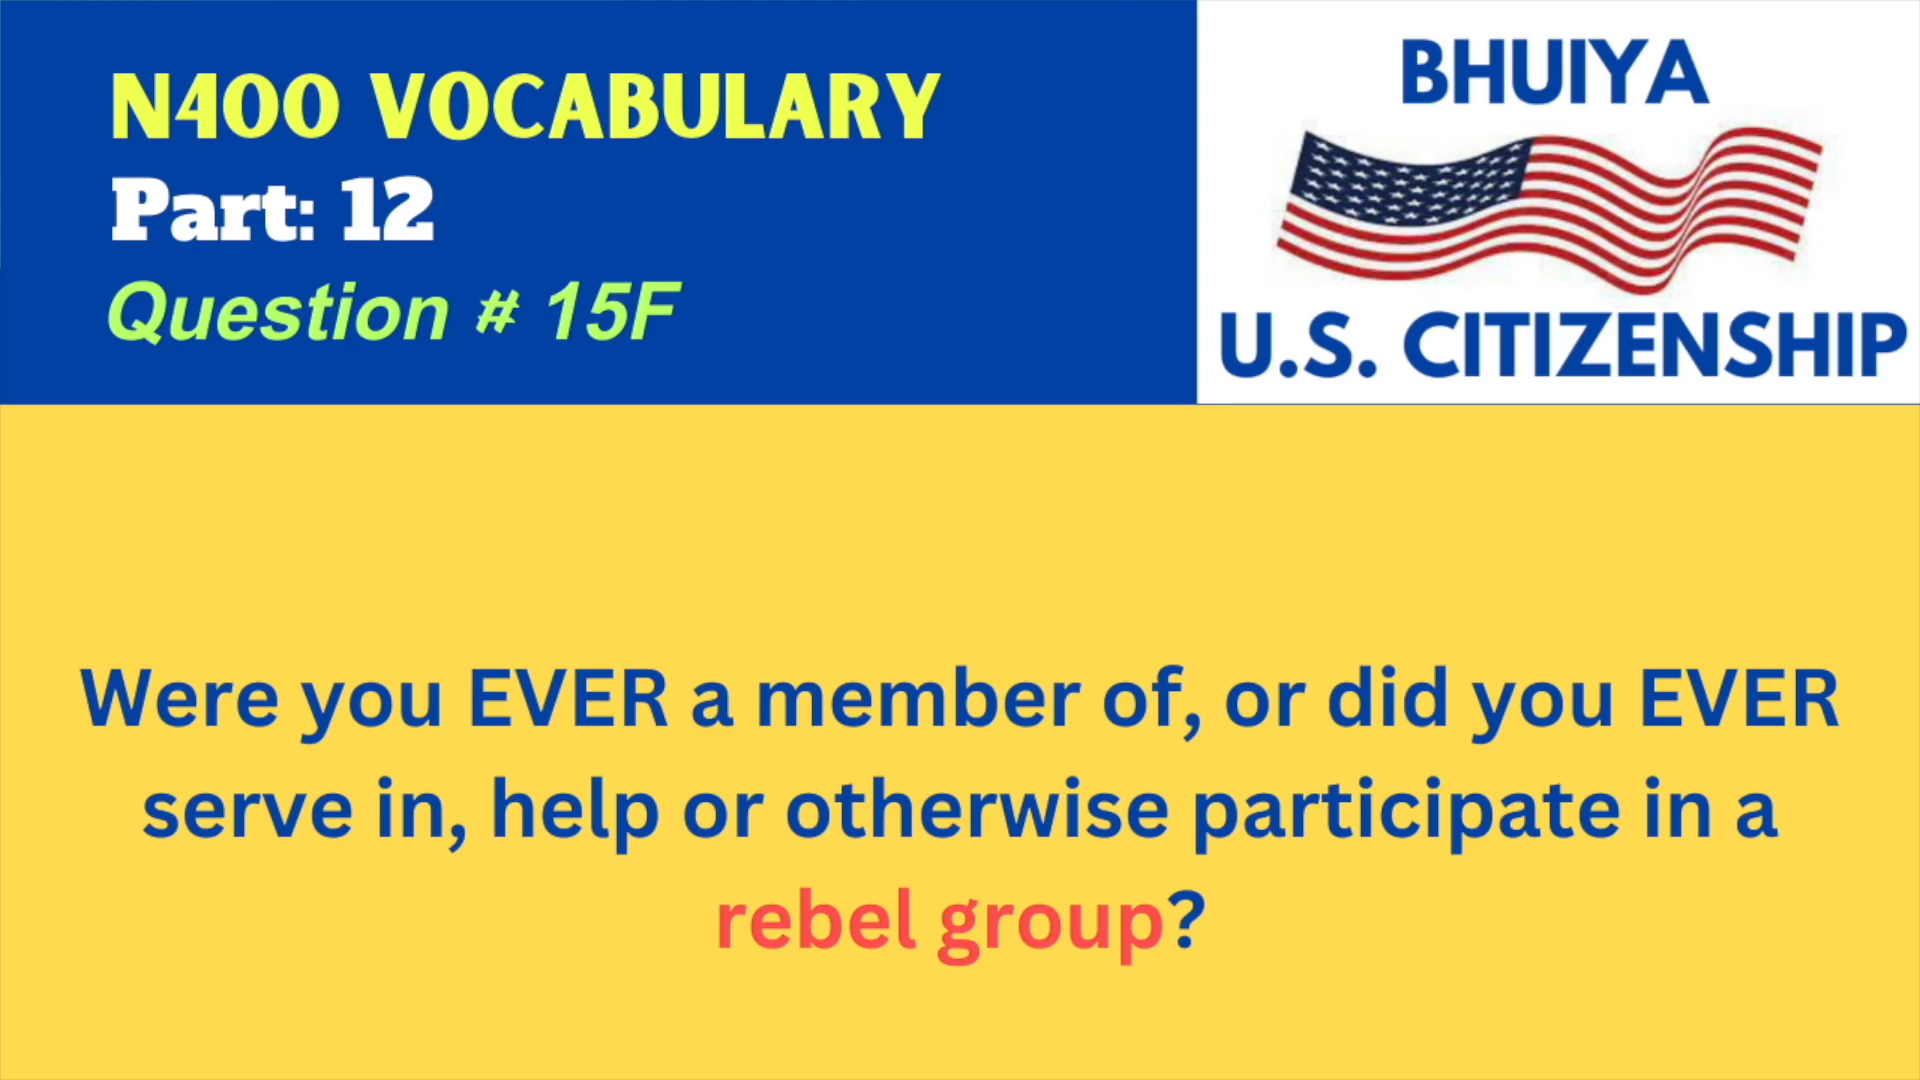 N400 VOCABULARY
Part: 12
Question # 15F
BHUIYA
U.S. CITIZENSHIP
Were you EVER a member of, or did you EVER
serve in, help or otherwise participate in a
rebel group?